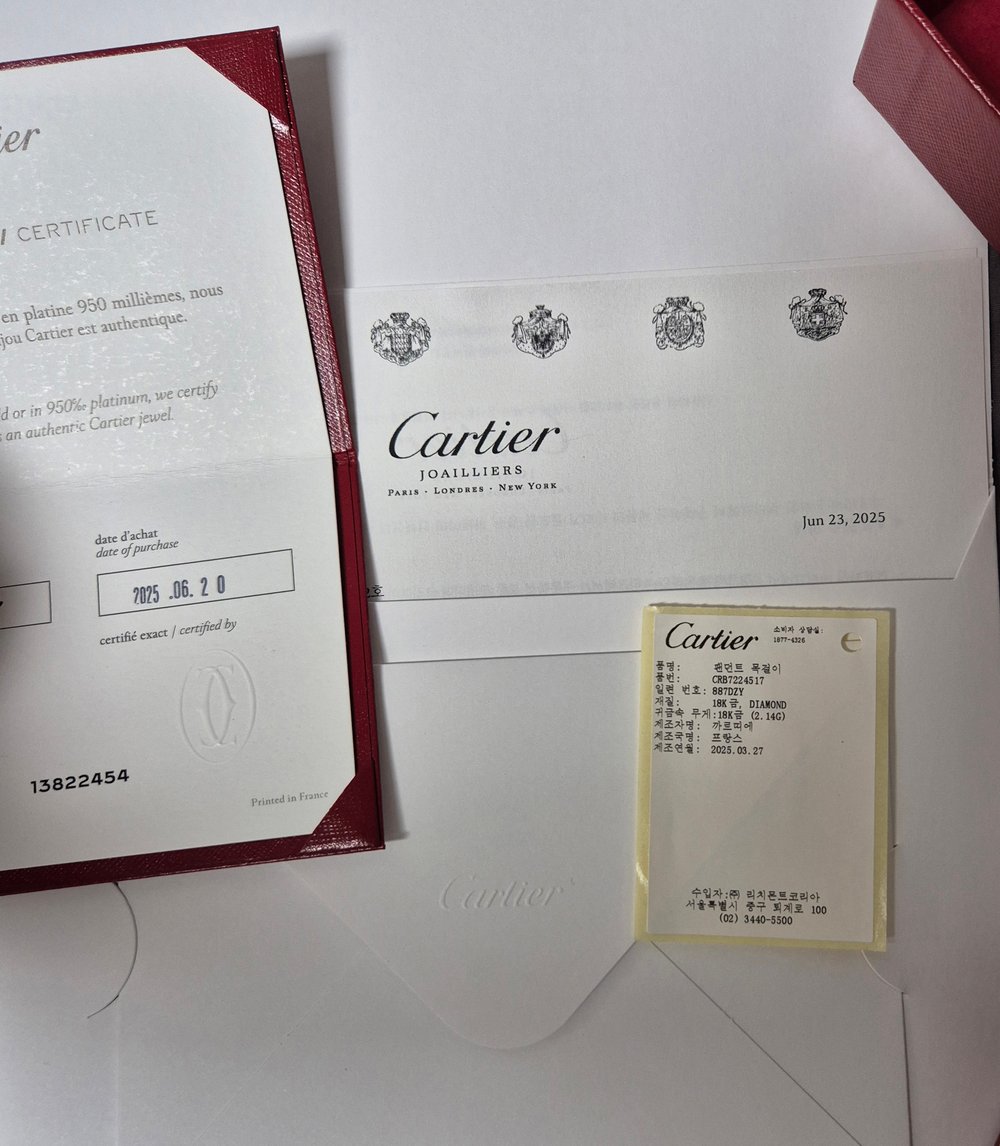 ier
/ CERTIFICATE
en platine 950 millièmes, nous
jou Cartier est authentique.
d or in 950‰ platinum, we certify
s an authentic Cartier jewel.
date d'achat
date of purchase
2025 .06. 2 0
certifié exact / certified by
13822454
Printed in France
Cartier
JOAILLIERS
PARIS · LONDRES · NEW YORK
Jun 23, 2025
호
Cartier
소비자 상담실:
1877-4326
품명: 팬던트 목걸이
품번: CRB7224517
일련 번호: 887DZY
재질: 18K금, DIAMOND
귀금속 무게:18K금 (2.14G)
제조자명: 까르띠에
제조국명: 프랑스
제조연월: 2025.03.27
수입자:㈜ 리치몬트코리아
서울특별시 중구 퇴계로 100
(02) 3440-5500
Cartier